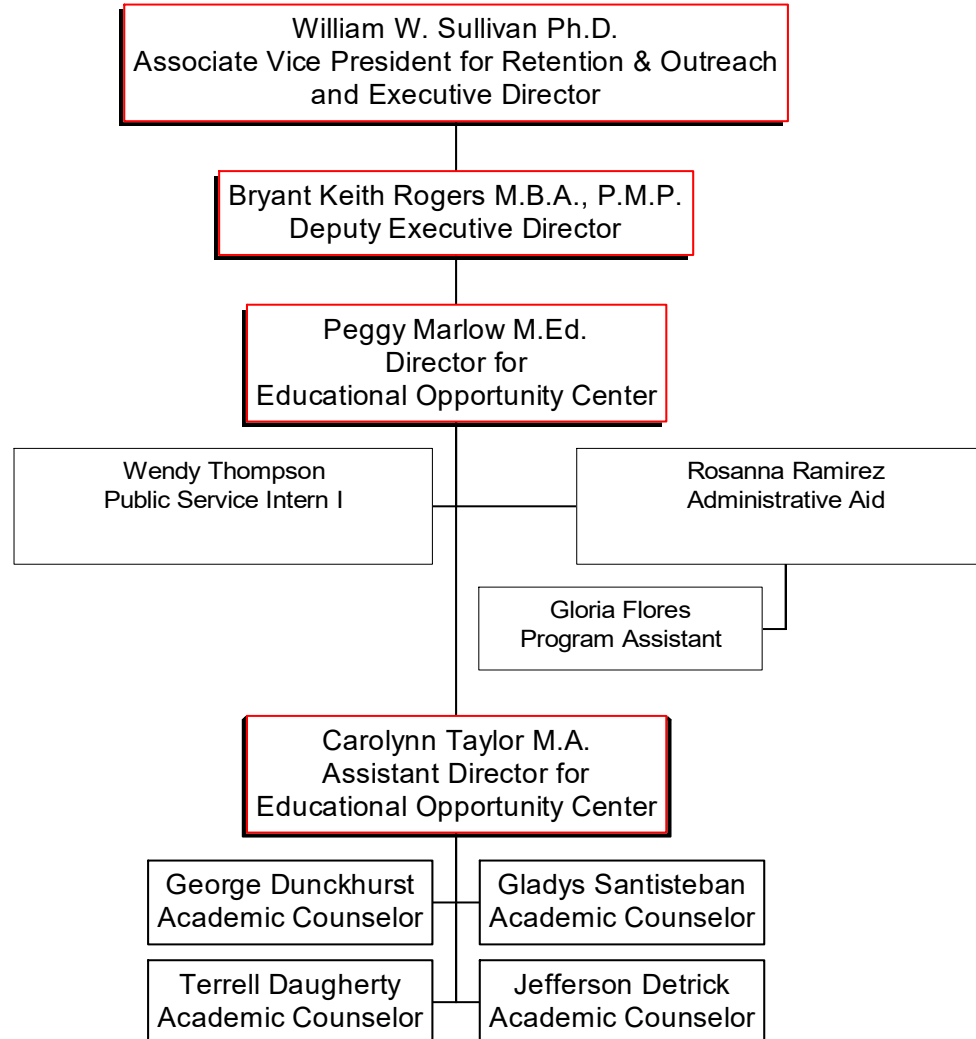 William W. Sullivan Ph.D.
Associate Vice President for Retention & Outreach
and Executive Director
Bryant Keith Rogers M.B.A., P.M.P.
Deputy Executive Director
Peggy Marlow M.Ed.
Director for
Educational Opportunity Center
Wendy Thompson
Public Service Intern I
Rosanna Ramirez
Administrative Aid
Gloria Flores
Program Assistant
Carolynn Taylor M.A.
Assistant Director for
Educational Opportunity Center
George Dunckhurst
Academic Counselor
Gladys Santisteban
Academic Counselor
Terrell Daugherty
Academic Counselor
Jefferson Detrick
Academic Counselor